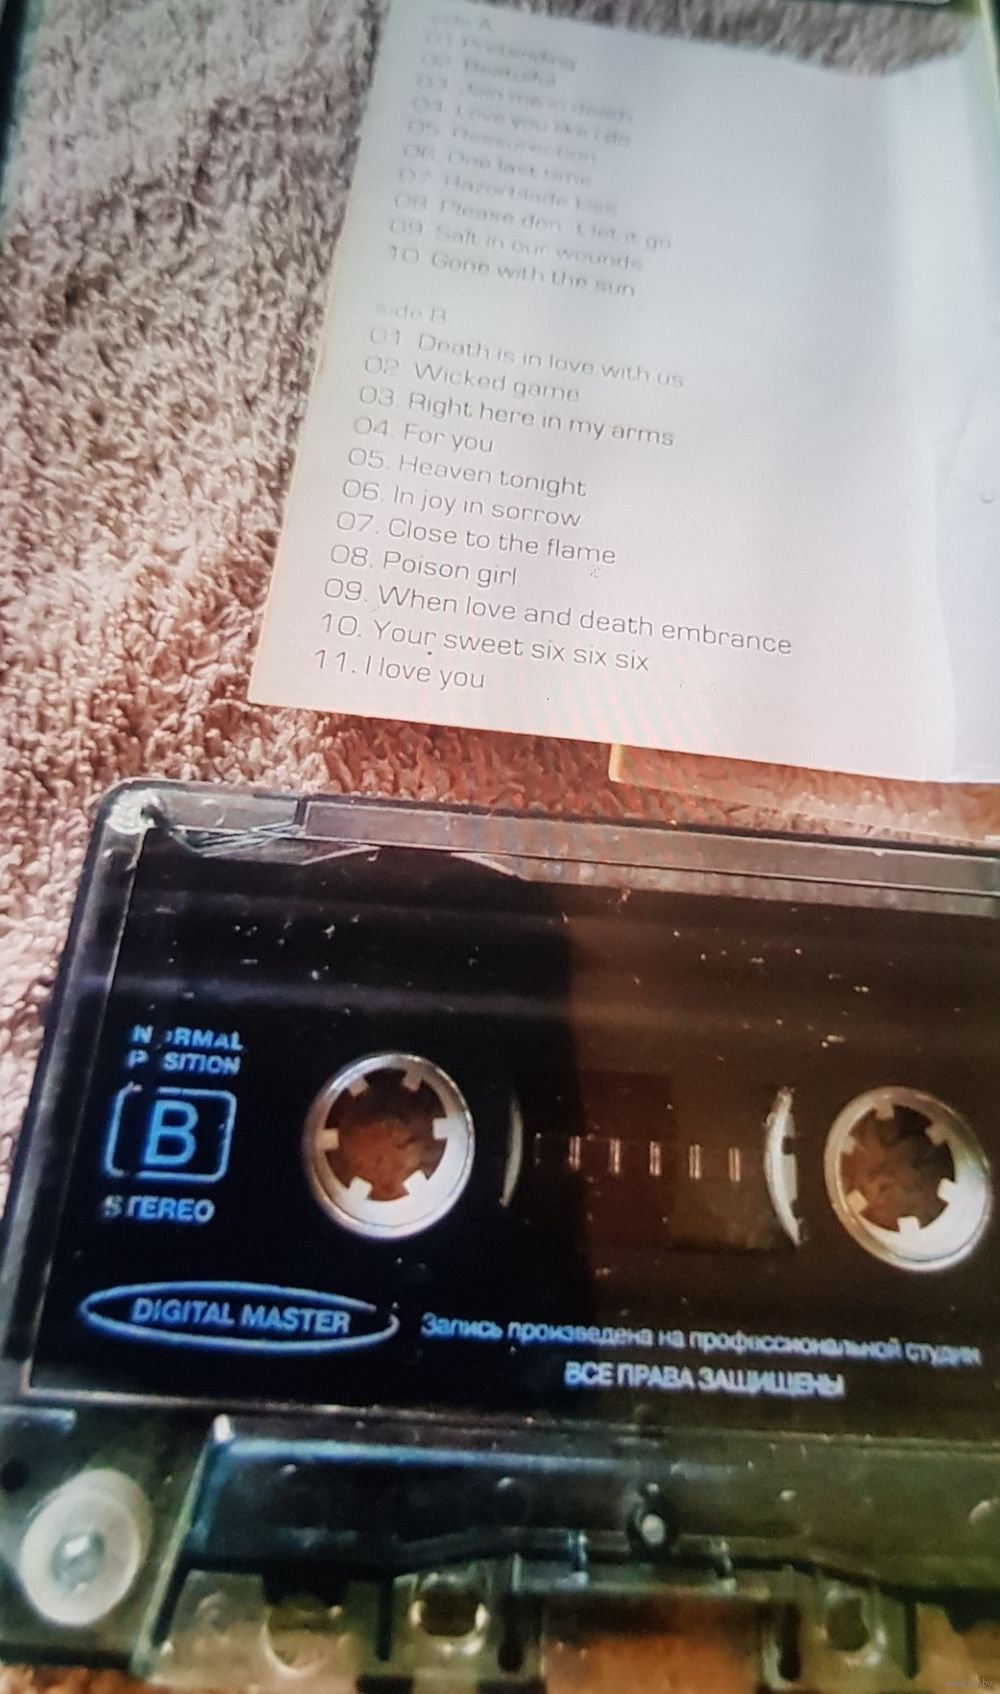 side A
01 Pretending
02. Beatuiful
03. Join me in death
04. Love you like i do
05. Ressurection
06. One last time
07. Razorblade kiss
08. Please don't let it go
09. Salt in our wounds
10. Gone with the sun
side B
01. Death is in love with us
02. Wicked game
03. Right here in my arms
04. For you
05. Heaven tonight
06. In joy in sorrow
07. Close to the flame
08. Poison girl
09. When love and death embrance
10. Your sweet six six six
11. I love you
N RMAL
P SITION
B
STEREO
DIGITAL MASTER
Запись произведена на профессиональной студии
ВСЕ ПРАВА ЗАЩИЩЕНЫ